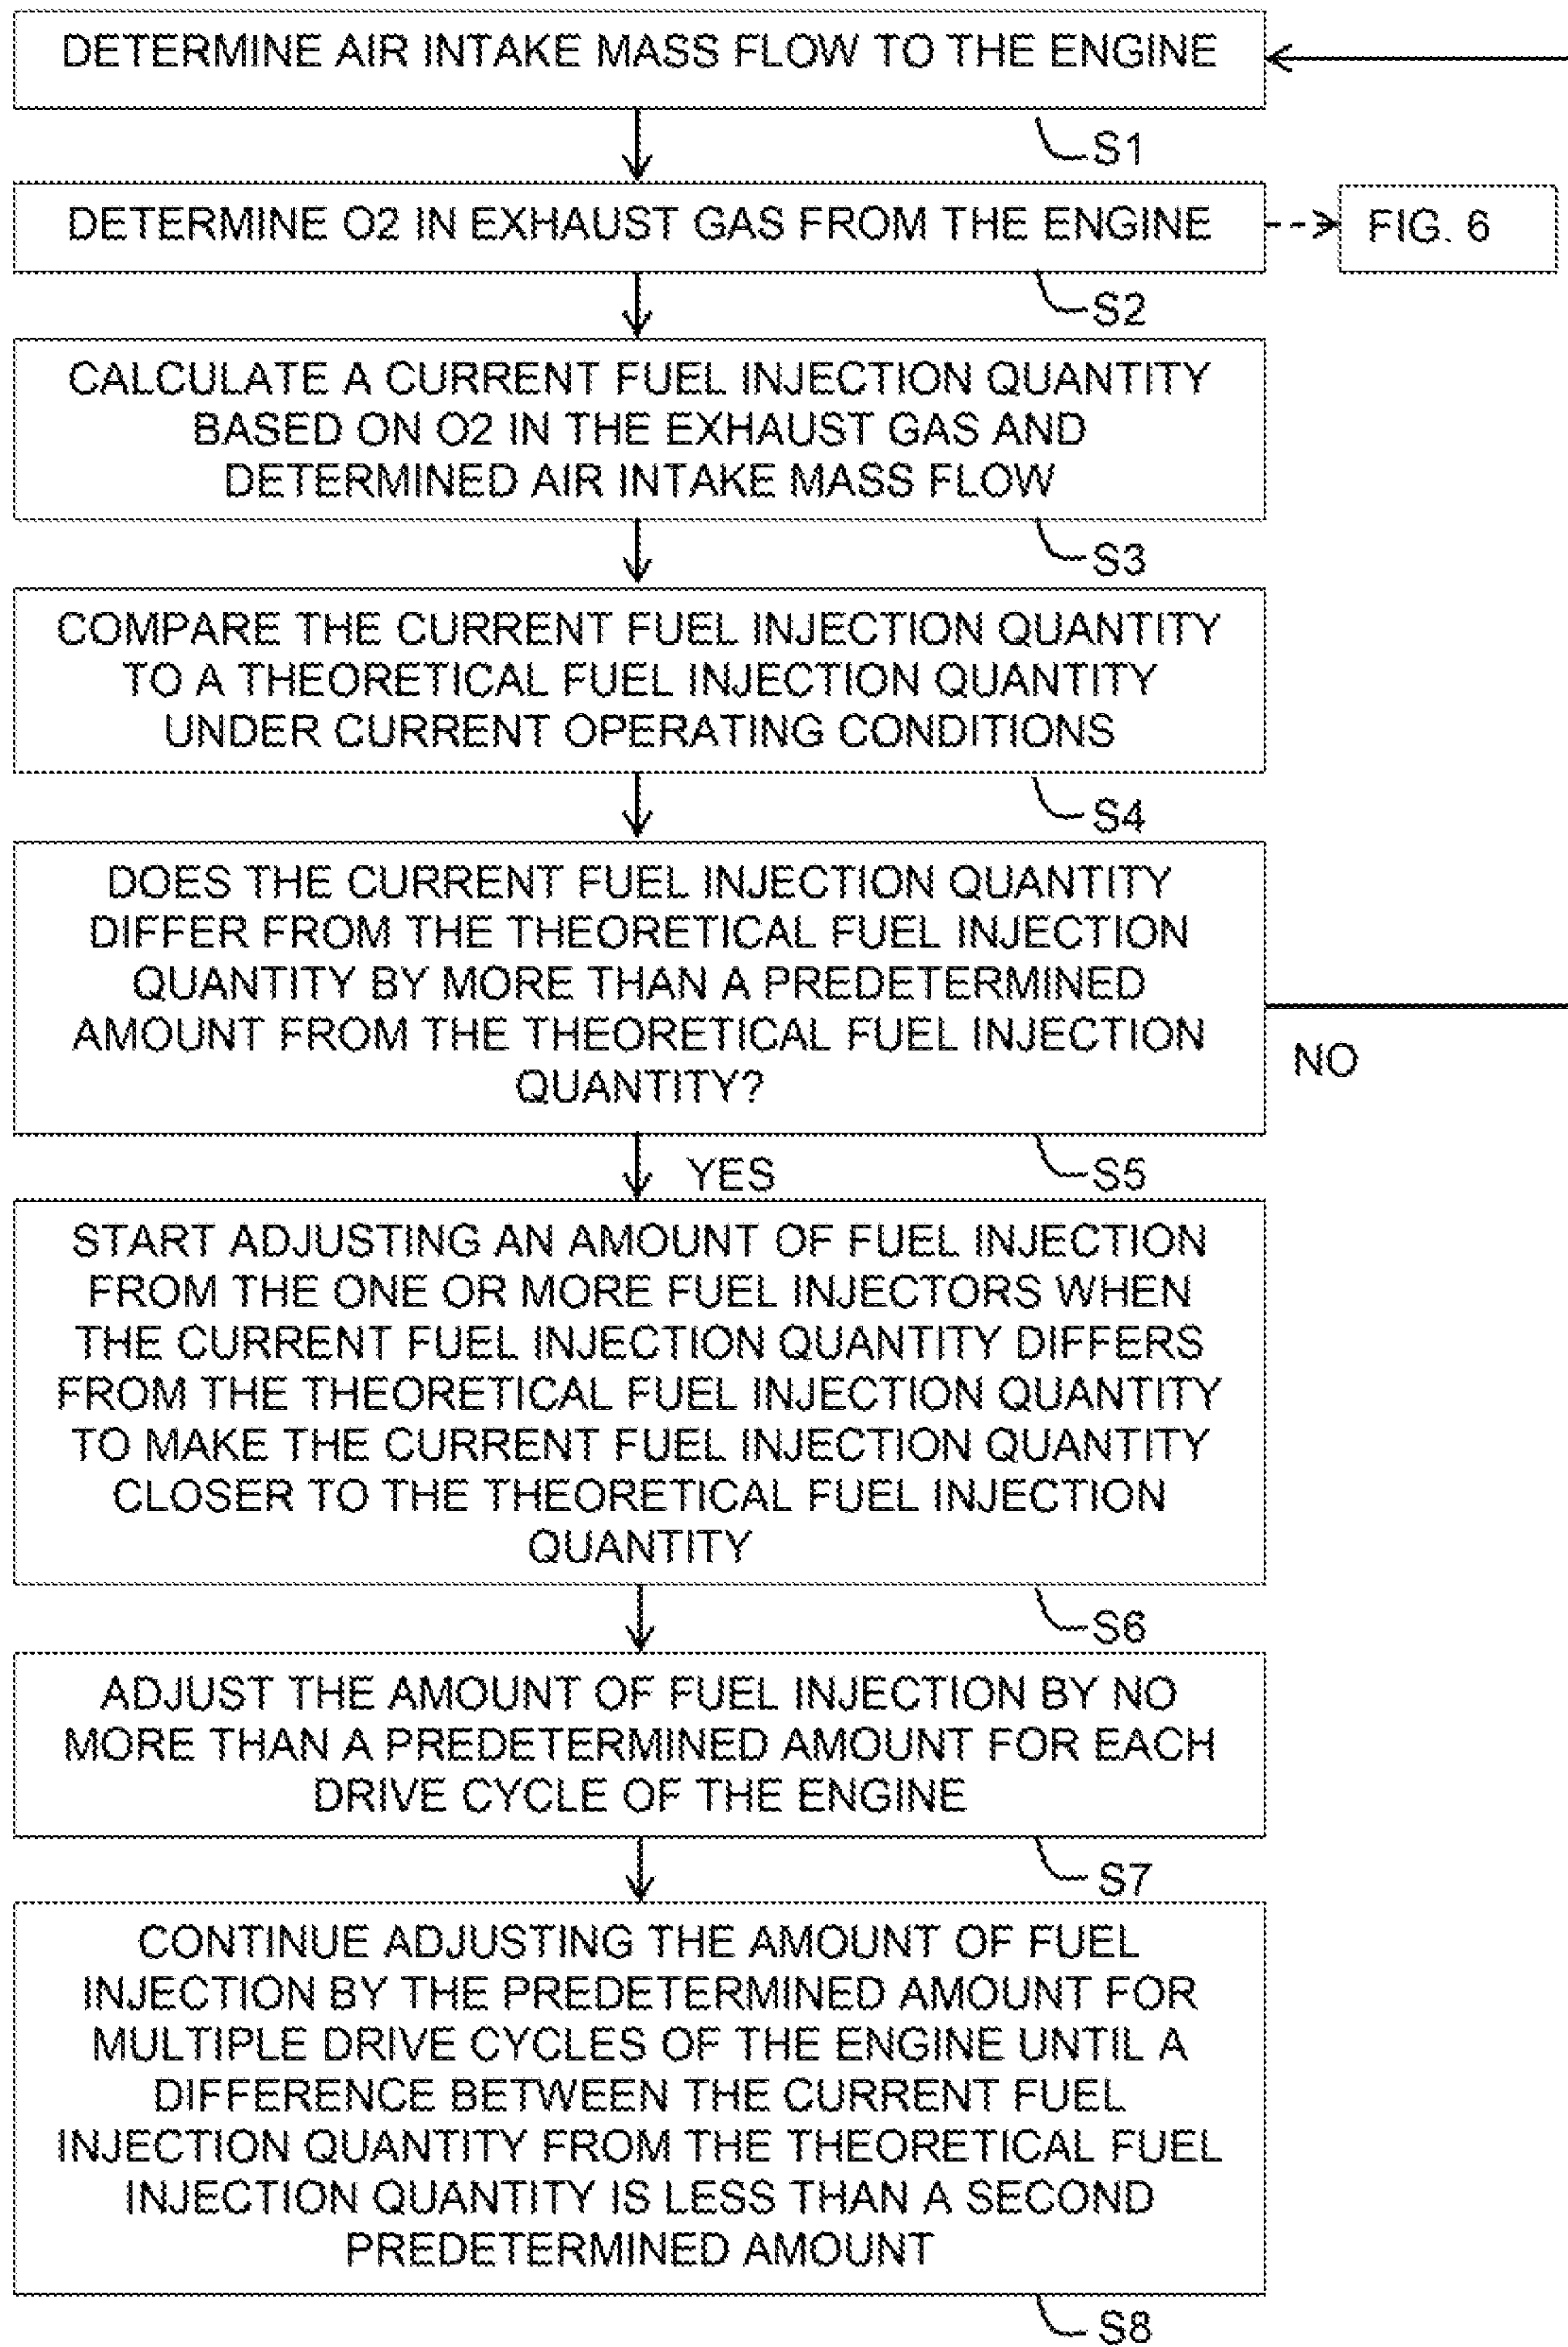 DETERMINE AIR INTAKE MASS FLOW TO THE ENGINE
S1
DETERMINE O2 IN EXHAUST GAS FROM THE ENGINE
FIG. 6
S2
CALCULATE A CURRENT FUEL INJECTION QUANTITY
BASED ON O2 IN THE EXHAUST GAS AND
DETERMINED AIR INTAKE MASS FLOW
S3
COMPARE THE CURRENT FUEL INJECTION QUANTITY
TO A THEORETICAL FUEL INJECTION QUANTITY
UNDER CURRENT OPERATING CONDITIONS
S4
DOES THE CURRENT FUEL INJECTION QUANTITY
DIFFER FROM THE THEORETICAL FUEL INJECTION
QUANTITY BY MORE THAN A PREDETERMINED
AMOUNT FROM THE THEORETICAL FUEL INJECTION
QUANTITY?
NO
YES
S5
START ADJUSTING AN AMOUNT OF FUEL INJECTION
FROM THE ONE OR MORE FUEL INJECTORS WHEN
THE CURRENT FUEL INJECTION QUANTITY DIFFERS
FROM THE THEORETICAL FUEL INJECTION QUANTITY
TO MAKE THE CURRENT FUEL INJECTION QUANTITY
CLOSER TO THE THEORETICAL FUEL INJECTION
QUANTITY
S6
ADJUST THE AMOUNT OF FUEL INJECTION BY NO
MORE THAN A PREDETERMINED AMOUNT FOR EACH
DRIVE CYCLE OF THE ENGINE
S7
CONTINUE ADJUSTING THE AMOUNT OF FUEL
INJECTION BY THE PREDETERMINED AMOUNT FOR
MULTIPLE DRIVE CYCLES OF THE ENGINE UNTIL A
DIFFERENCE BETWEEN THE CURRENT FUEL
INJECTION QUANTITY FROM THE THEORETICAL FUEL
INJECTION QUANTITY IS LESS THAN A SECOND
PREDETERMINED AMOUNT
S8